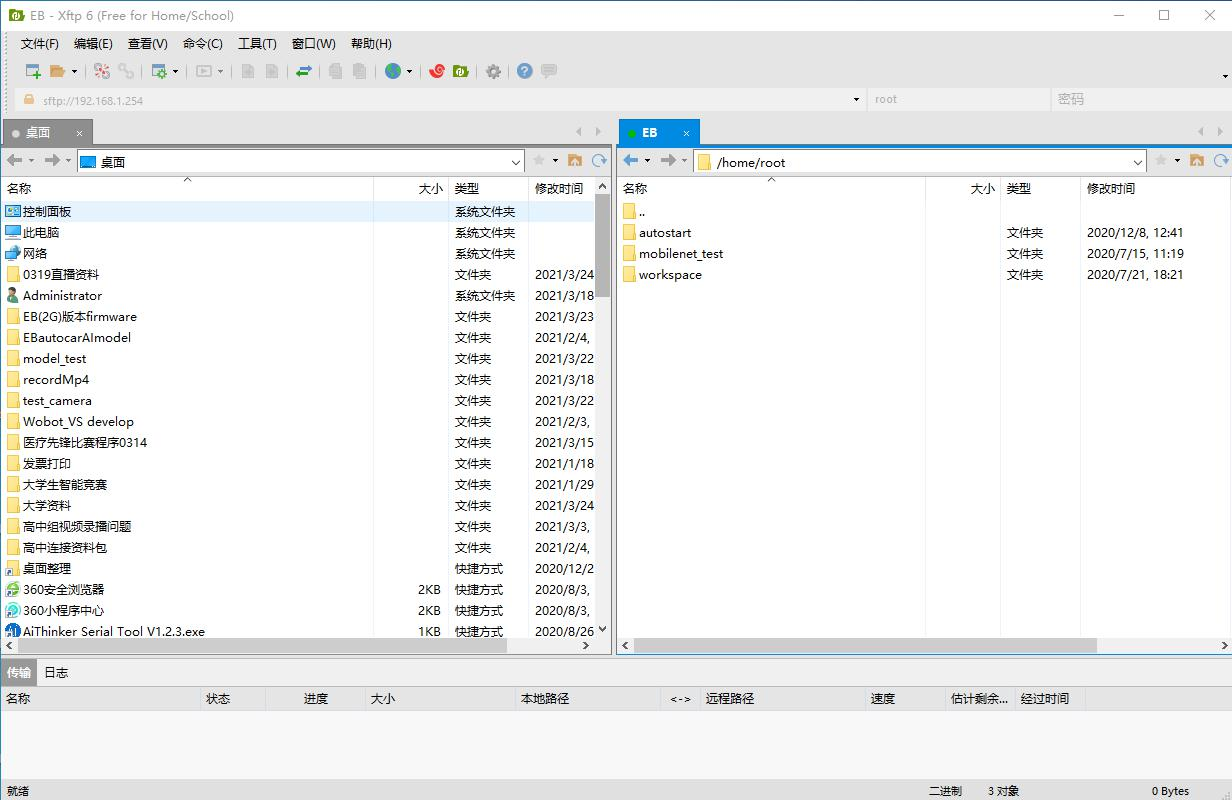 EB - Xftp 6 (Free for Home/School)
文件(F) 编辑(E) 查看(V) 命令(C) 工具(T) 窗口(W) 帮助(H)
sftp://192.168.1.254 root 密码
桌面 EB
桌面 /home/root
名称 大小 类型 修改时间 名称 大小 类型 修改时间
控制面板 系统文件夹 ..
此电脑 系统文件夹 autostart 文件夹 2020/12/8, 12:41
网络 系统文件夹 mobilenet_test 文件夹 2020/7/15, 11:19
0319直播资料 文件夹 2021/3/24 workspace 文件夹 2020/7/21, 18:21
Administrator 系统文件夹 2021/3/18
EB(2G)版本firmware 文件夹 2021/3/23
EBautocarAImodel 文件夹 2021/2/4,
model_test 文件夹 2021/3/22
recordMp4 文件夹 2021/3/18
test_camera 文件夹 2021/3/22
Wobot_VS develop 文件夹 2021/2/3,
医疗先锋比赛程序0314 文件夹 2021/3/15
发票打印 文件夹 2021/1/18
大学生智能竞赛 文件夹 2021/1/29
大学资料 文件夹 2021/3/24
高中组视频录播问题 文件夹 2021/3/3,
高中连接资料包 文件夹 2021/2/4,
桌面整理 快捷方式 2020/12/2
360安全浏览器 2KB 快捷方式 2020/8/3,
360小程序中心 2KB 快捷方式 2020/8/3,
AiThinker Serial Tool V1.2.3.exe 1KB 快捷方式 2020/8/26
传输 日志
名称 状态 进度 大小 本地路径 <-> 远程路径 速度 估计剩余... 经过时间
就绪 二进制 3 对象 0 Bytes